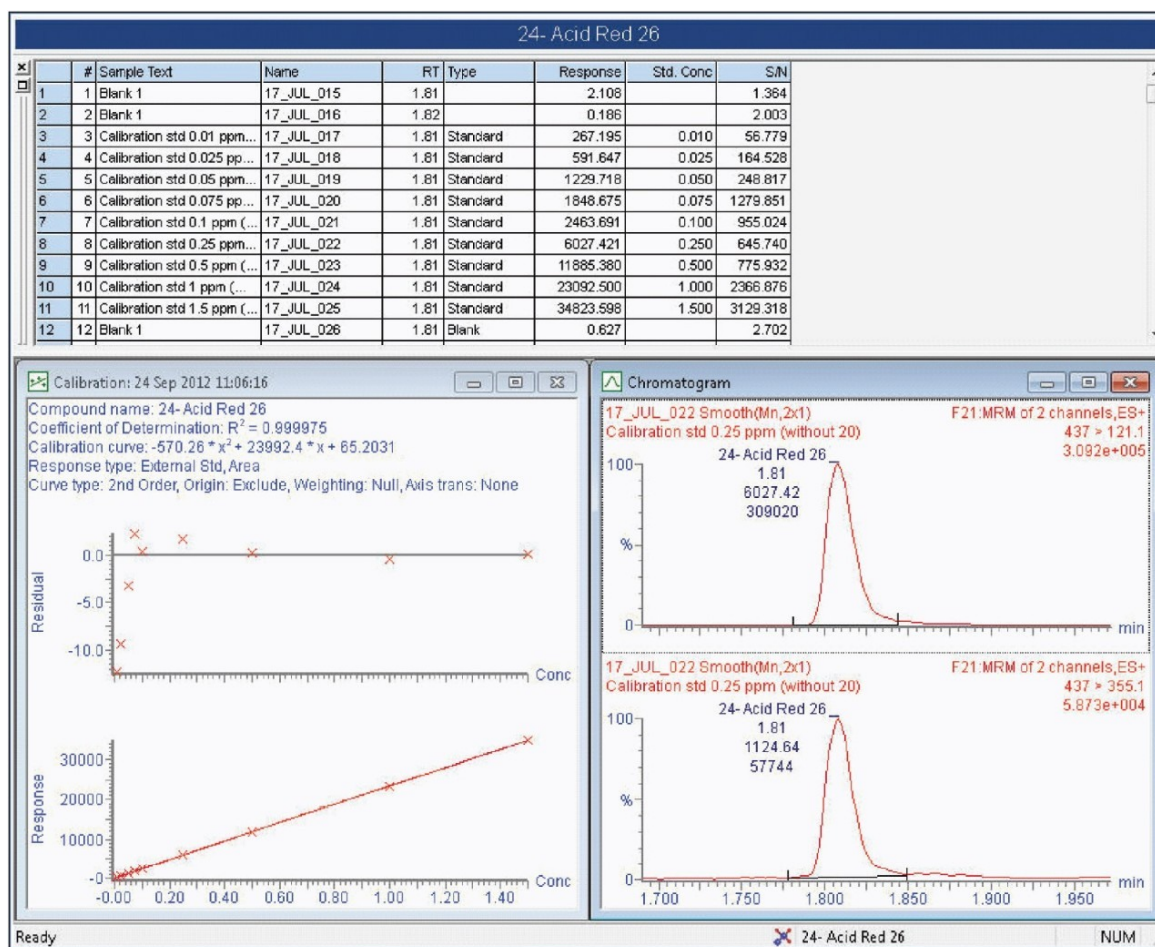 24- Acid Red 26
# Sample Text Name RT Type Response Std. Conc S/N
1 1 Blank 1 17_JUL_015 1.81 2.108 1.364
2 2 Blank 1 17_JUL_016 1.82 0.186 2.003
3 3 Calibration std 0.01 ppm... 17_JUL_017 1.81 Standard 267.195 0.010 56.779
4 4 Calibration std 0.025 pp... 17_JUL_018 1.81 Standard 591.647 0.025 164.528
5 5 Calibration std 0.05 ppm... 17_JUL_019 1.81 Standard 1229.718 0.050 248.817
6 6 Calibration std 0.075 pp... 17_JUL_020 1.81 Standard 1848.675 0.075 1279.851
7 7 Calibration std 0.1 ppm (... 17_JUL_021 1.81 Standard 2463.691 0.100 955.024
8 8 Calibration std 0.25 ppm... 17_JUL_022 1.81 Standard 6027.421 0.250 645.740
9 9 Calibration std 0.5 ppm (... 17_JUL_023 1.81 Standard 11885.380 0.500 775.932
10 10 Calibration std 1 ppm (... 17_JUL_024 1.81 Standard 23092.500 1.000 2366.876
11 11 Calibration std 1.5 ppm (... 17_JUL_025 1.81 Standard 34823.598 1.500 3129.318
12 12 Blank 1 17_JUL_026 1.81 Blank 0.627 2.702
Calibration: 24 Sep 2012 11:06:16
Compound name: 24- Acid Red 26
Coefficient of Determination: R² = 0.999975
Calibration curve: -570.26 * x² + 23992.4 * x + 65.2031
Response type: External Std, Area
Curve type: 2nd Order, Origin: Exclude, Weighting: Null, Axis trans: None
0.0
-5.0
-10.0
Residual
Conc
30000
20000
10000
-0
Response
Conc
-0.00 0.20 0.40 0.60 0.80 1.00 1.20 1.40
Chromatogram
17_JUL_022 Smooth(Mn,2x1) F21:MRM of 2 channels,ES+
Calibration std 0.25 ppm (without 20) 437 > 121.1
3.092e+005
24- Acid Red 26
1.81
6027.42
309020
100
%
0
min
17_JUL_022 Smooth(Mn,2x1) F21:MRM of 2 channels,ES+
Calibration std 0.25 ppm (without 20) 437 > 355.1
5.873e+004
24- Acid Red 26
1.81
1124.64
57744
100
%
0
min
1.700 1.750 1.800 1.850 1.900 1.950
Ready 24- Acid Red 26 NUM